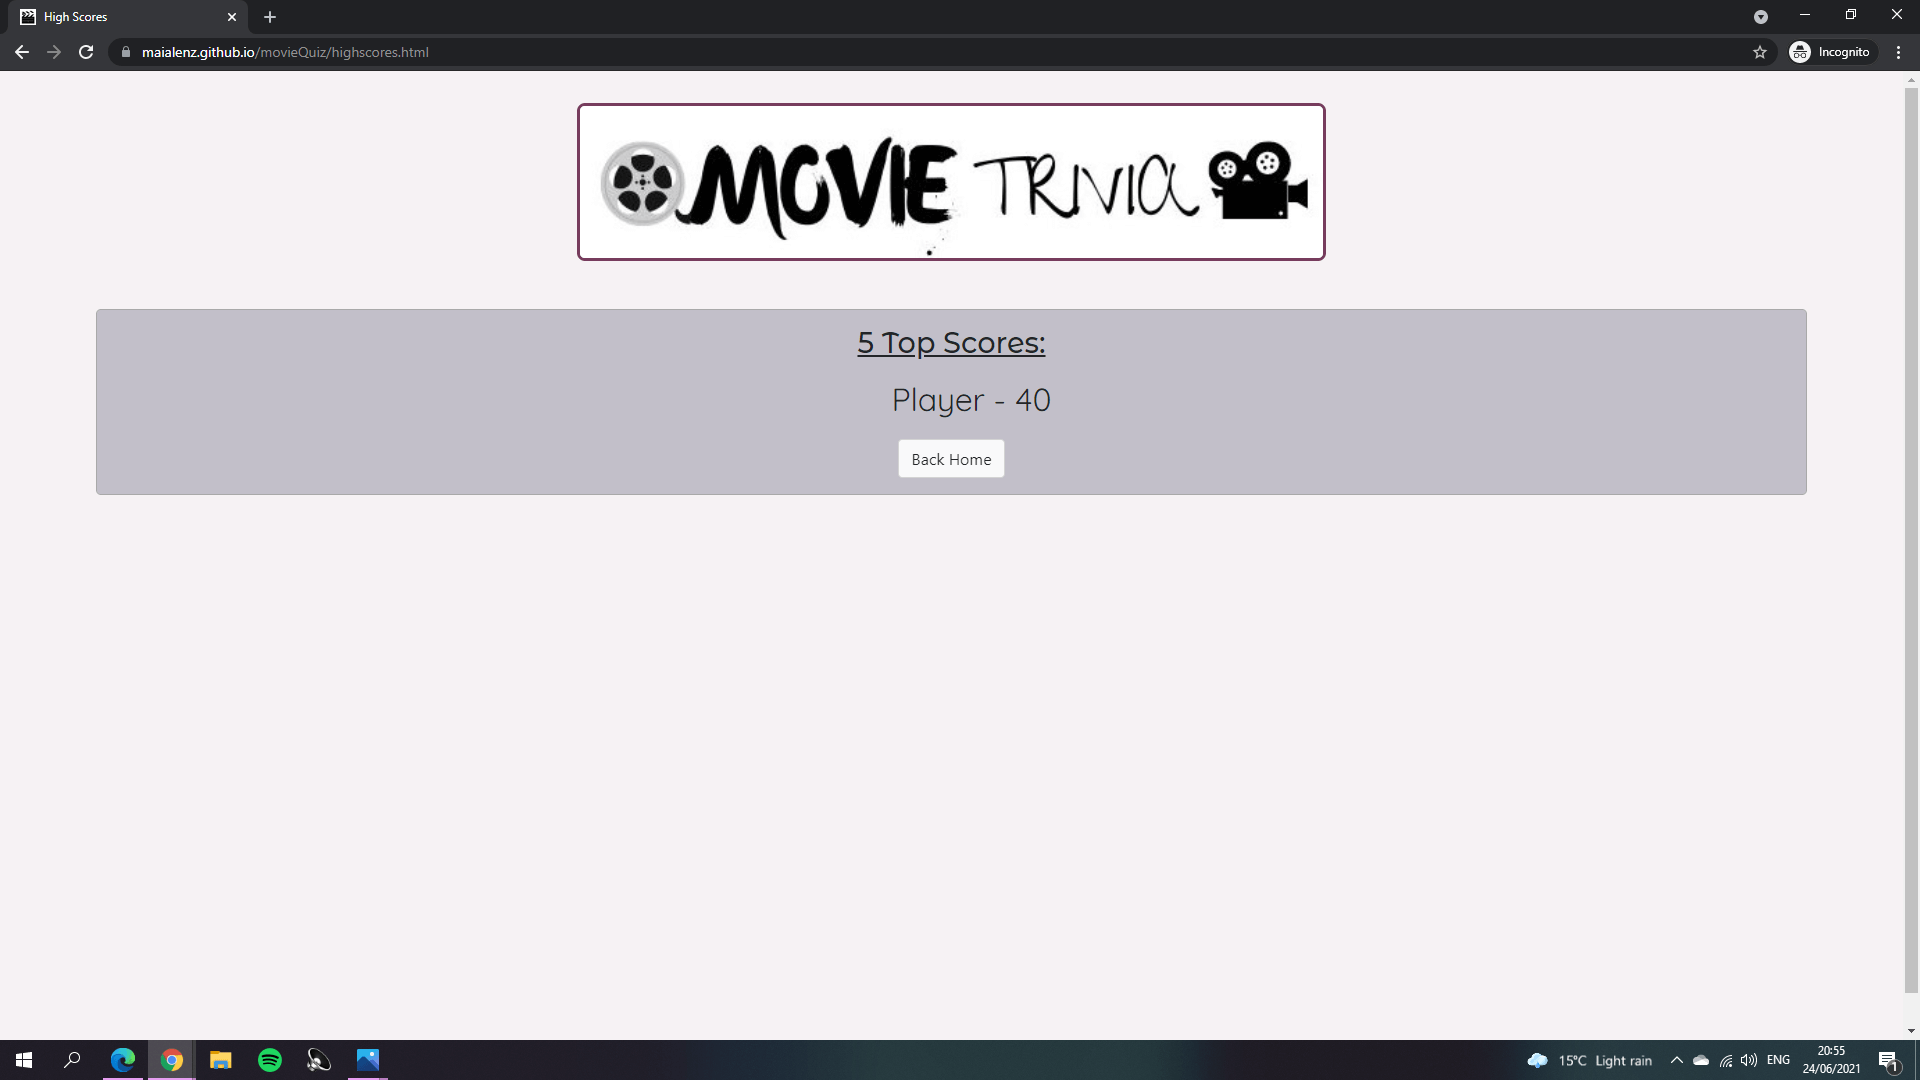 High Scores
maialenz.github.io/movieQuiz/highscores.html
Incognito
MOVIE TRIVIA
5 Top Scores:
Player - 40
Back Home
15°C Light rain
ENG
20:55
24/06/2021
1